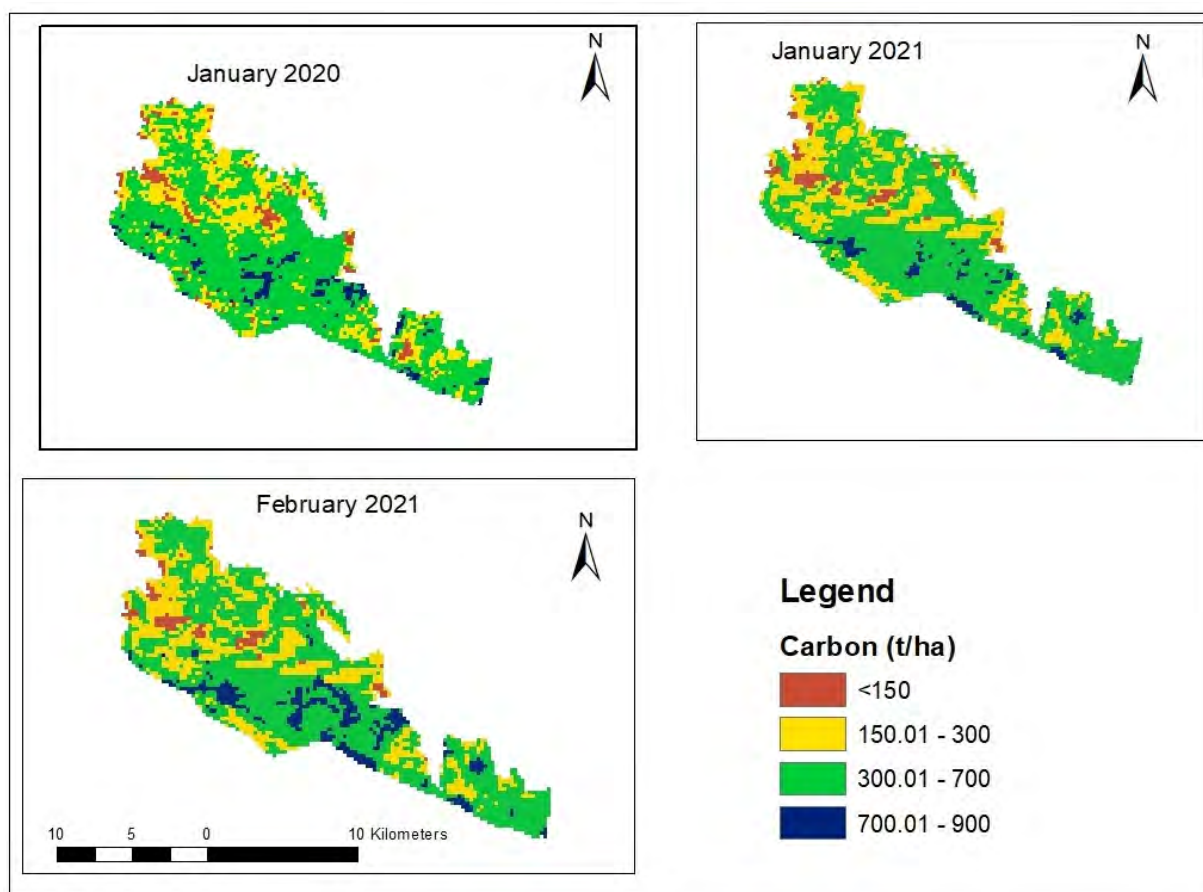 January 2020
N
January 2021
N
February 2021
N
10 5 0 10 Kilometers
Legend
Carbon (t/ha)
<150
150.01 - 300
300.01 - 700
700.01 - 900